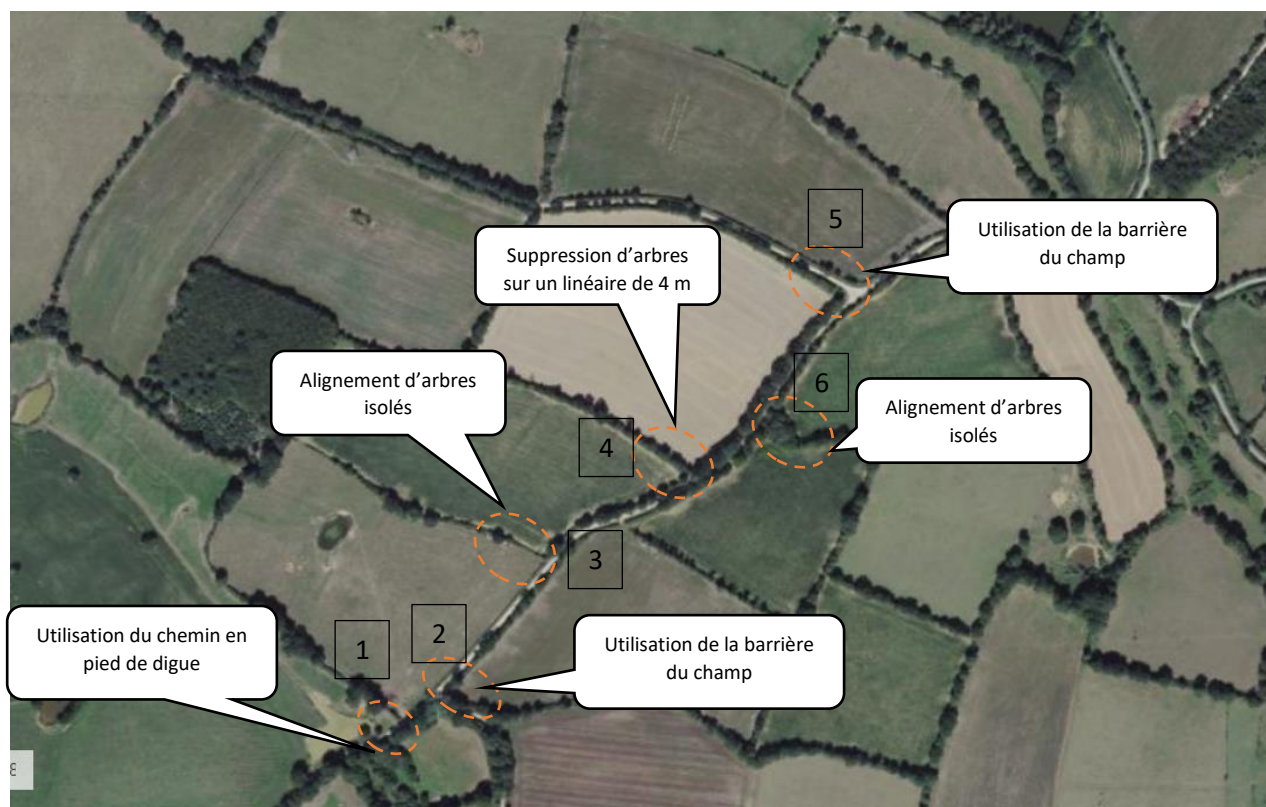 5
Utilisation de la barrière
du champ
Suppression d'arbres
sur un linéaire de 4 m
6
Alignement d'arbres
isolés
Alignement d'arbres
isolés
4
3
2
1
Utilisation du chemin en
pied de digue
Utilisation de la barrière
du champ